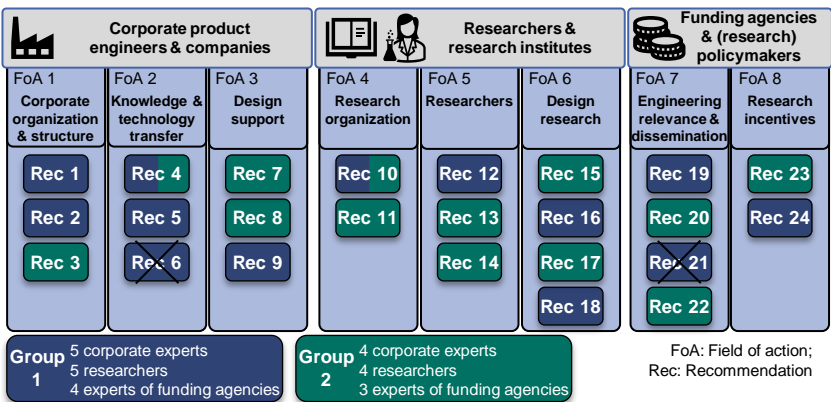 Corporate product
engineers & companies
Researchers &
research institutes
Funding agencies
& (research)
policymakers
FoA 1
Corporate
organization
& structure
Rec 1
Rec 2
Rec 3
FoA 2
Knowledge &
technology
transfer
Rec 4
Rec 5
Rec 6
FoA 3
Design
support
Rec 7
Rec 8
Rec 9
FoA 4
Research
organization
Rec 10
Rec 11
FoA 5
Researchers
Rec 12
Rec 13
Rec 14
FoA 6
Design
research
Rec 15
Rec 16
Rec 17
Rec 18
FoA 7
Engineering
relevance &
dissemination
Rec 19
Rec 20
Rec 21
Rec 22
FoA 8
Research
incentives
Rec 23
Rec 24
Group
1
5 corporate experts
5 researchers
4 experts of funding agencies
Group
2
4 corporate experts
4 researchers
3 experts of funding agencies
FoA: Field of action;
Rec: Recommendation